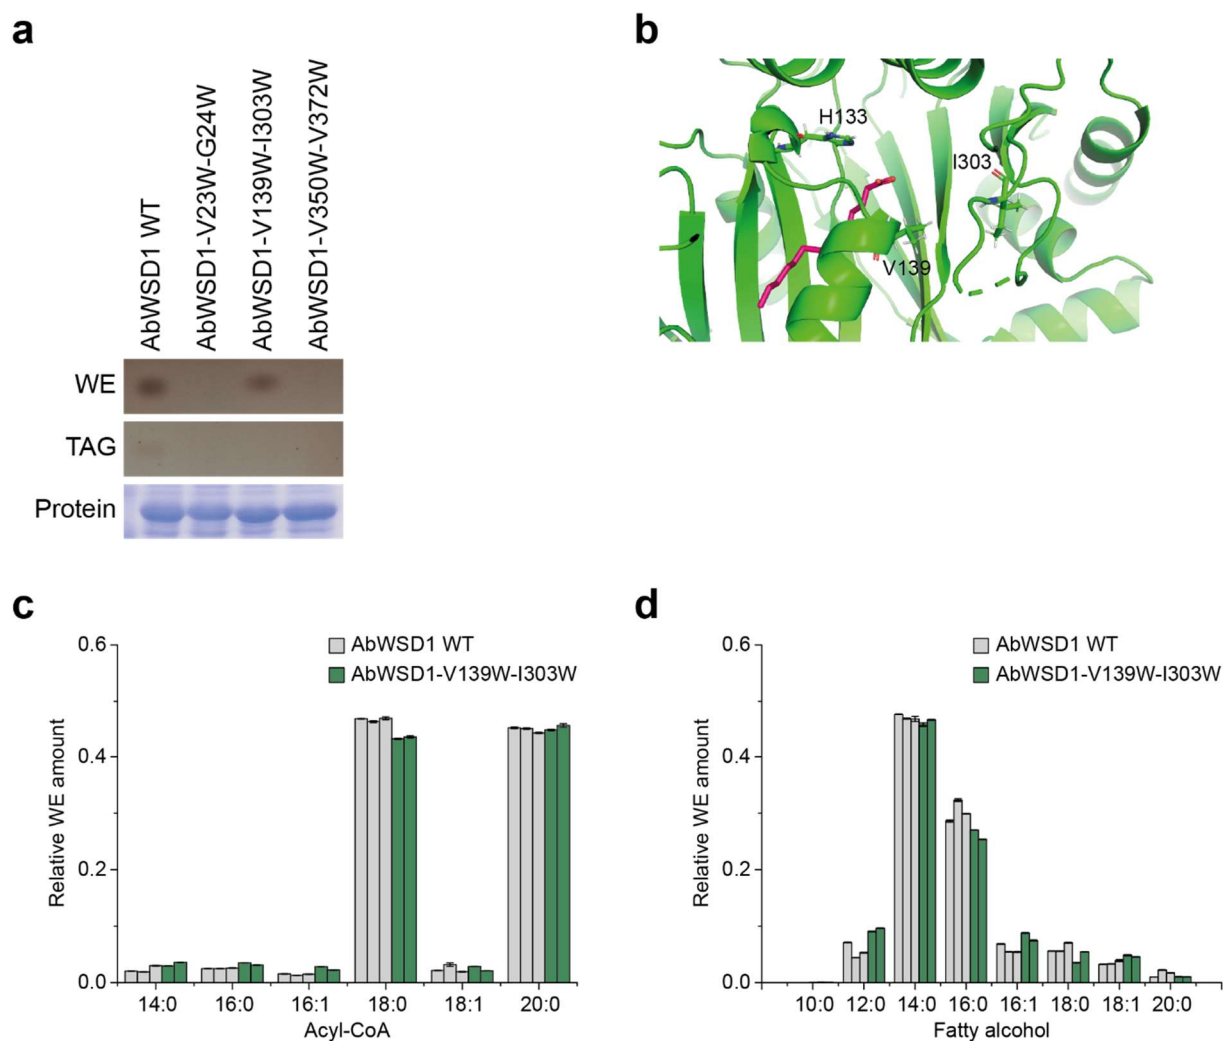 a
AbWSD1 WT
AbWSD1-V23W-G24W
AbWSD1-V139W-I303W
AbWSD1-V350W-V372W
WE
TAG
Protein
b
H133
I303
V139
c
AbWSD1 WT
AbWSD1-V139W-I303W
Relative WE amount
0.6
0.4
0.2
0.0
14:0 16:0 16:1 18:0 18:1 20:0
Acyl-CoA
d
AbWSD1 WT
AbWSD1-V139W-I303W
Relative WE amount
0.6
0.4
0.2
0.0
10:0 12:0 14:0 16:0 16:1 18:0 18:1 20:0
Fatty alcohol